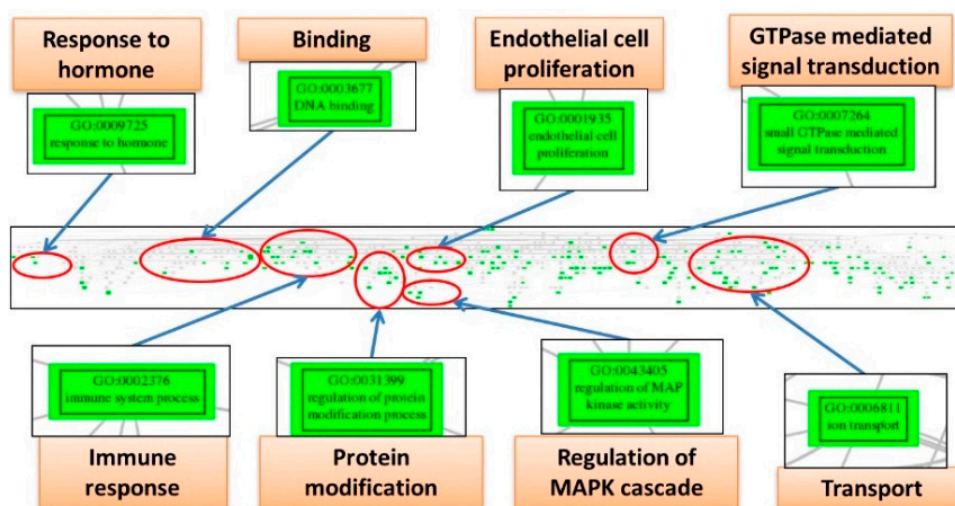 Response to
hormone
Binding
Endothelial cell
proliferation
GTPase mediated
signal transduction
GO:0009725
response to hormone
GO:0003677
DNA binding
GO:0001935
endothelial cell
proliferation
GO:0007264
small GTPase mediated
signal transduction
GO:0002376
immune system process
GO:0031399
regulation of protein
modification process
GO:0043405
regulation of MAP
kinase activity
GO:0006811
ion transport
Immune
response
Protein
modification
Regulation of
MAPK cascade
Transport